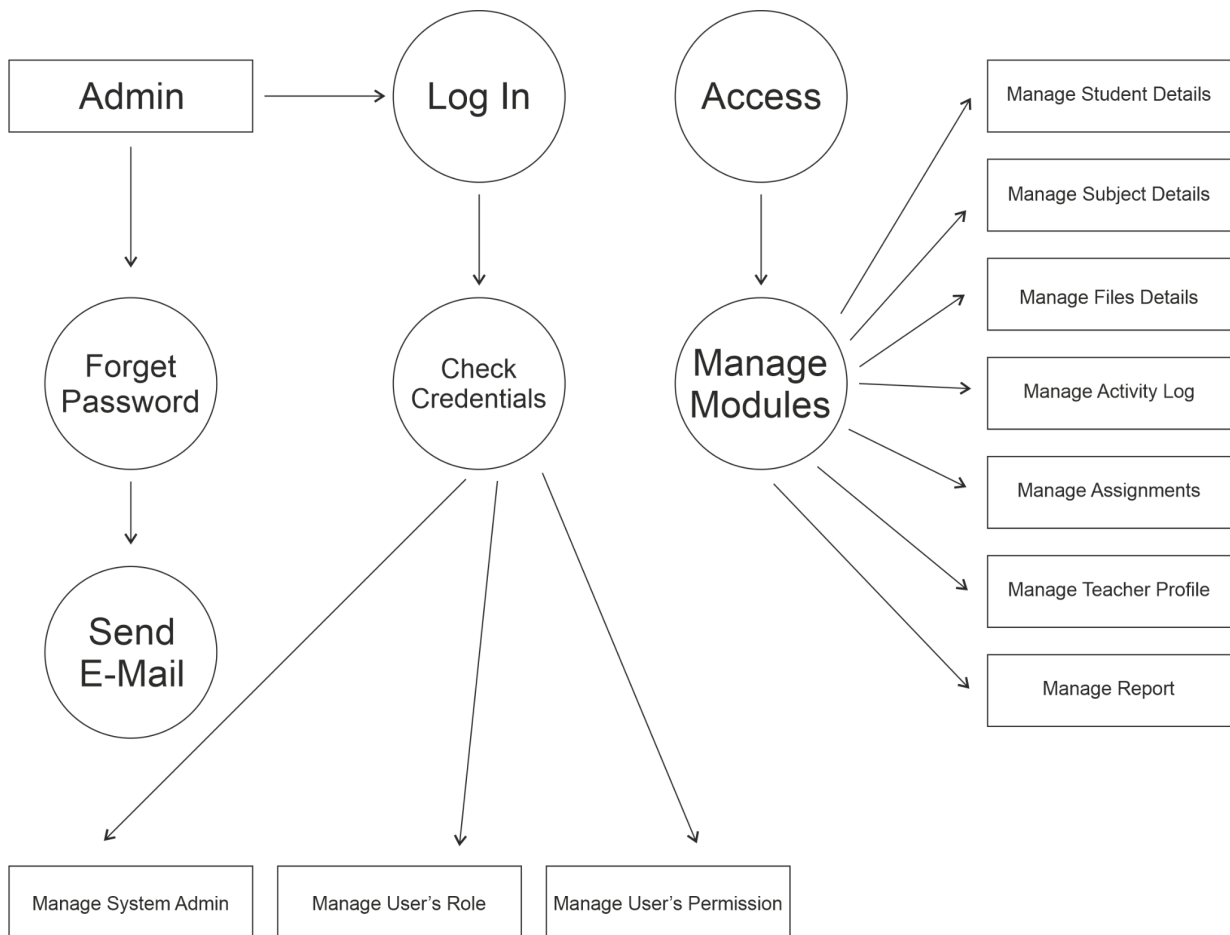 Admin
Log In
Access
Manage Student Details
Manage Subject Details
Manage Files Details
Forget
Password
Check
Credentials
Manage
Modules
Manage Activity Log
Manage Assignments
Manage Teacher Profile
Send
E-Mail
Manage Report
Manage System Admin
Manage User’s Role
Manage User’s Permission